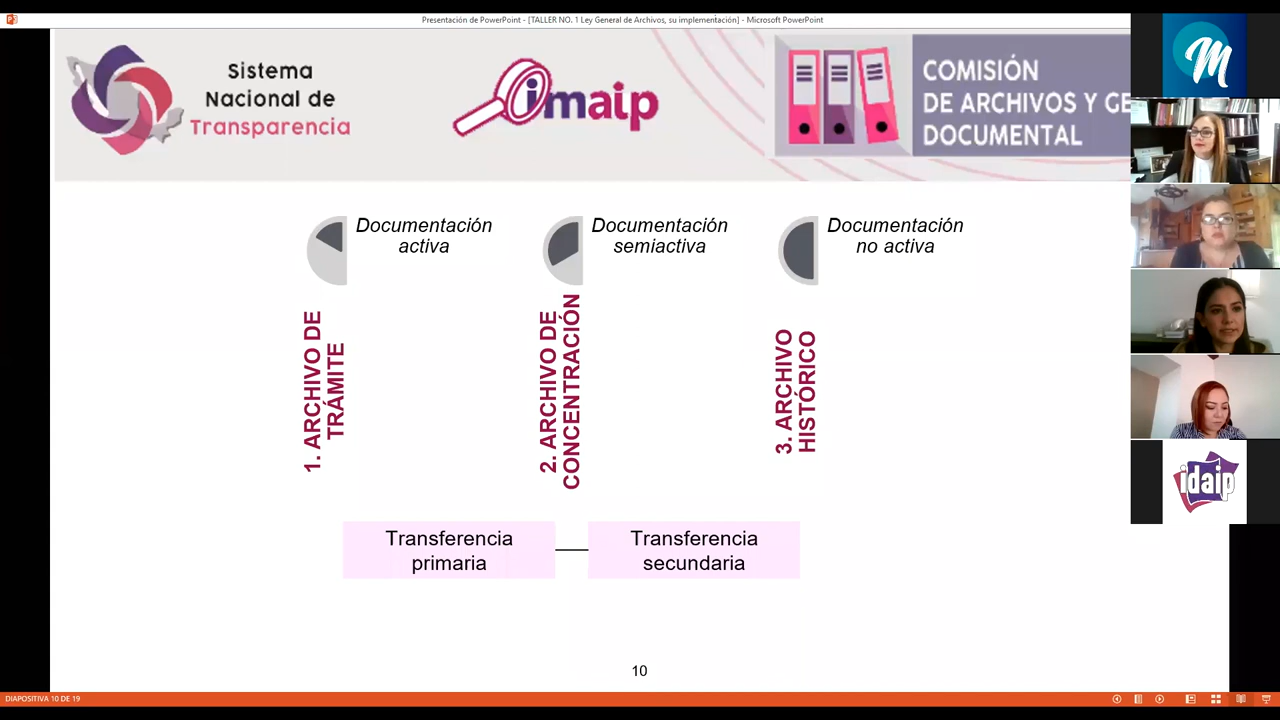 Presentación de PowerPoint - [TALLER NO. 1 Ley General de Archivos, su implementación] - Microsoft PowerPoint
Sistema
Nacional de
Transparencia
imaip
COMISIÓN
DE ARCHIVOS Y GE
DOCUMENTAL
M
Documentación
activa
Documentación
semiactiva
Documentación
no activa
1. ARCHIVO DE
TRÁMITE
2. ARCHIVO DE
CONCENTRACIÓN
3. ARCHIVO
HISTÓRICO
idaip
Transferencia
primaria
Transferencia
secundaria
10
DIAPOSITIVA 10 DE 19